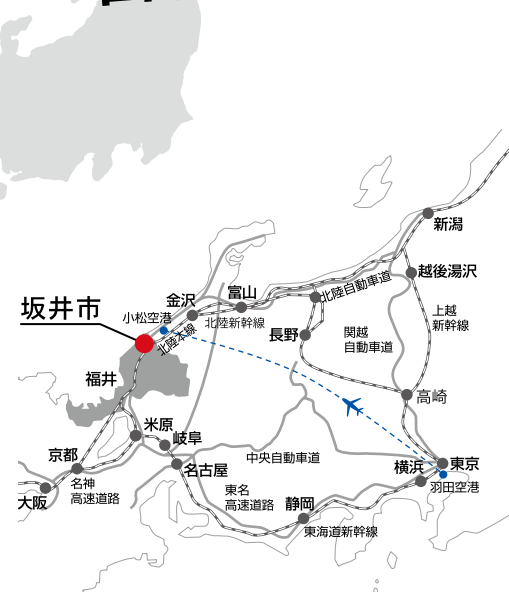 新潟
越後湯沢
北陸自動車道
富山
金沢
坂井市
小松空港
北陸新幹線
北陸本線
上越
新幹線
長野
関越
自動車道
福井
高崎
米原
岐阜
京都
中央自動車道
名古屋
横浜
東京
名神
高速道路
羽田空港
大阪
東名
高速道路
静岡
東海道新幹線